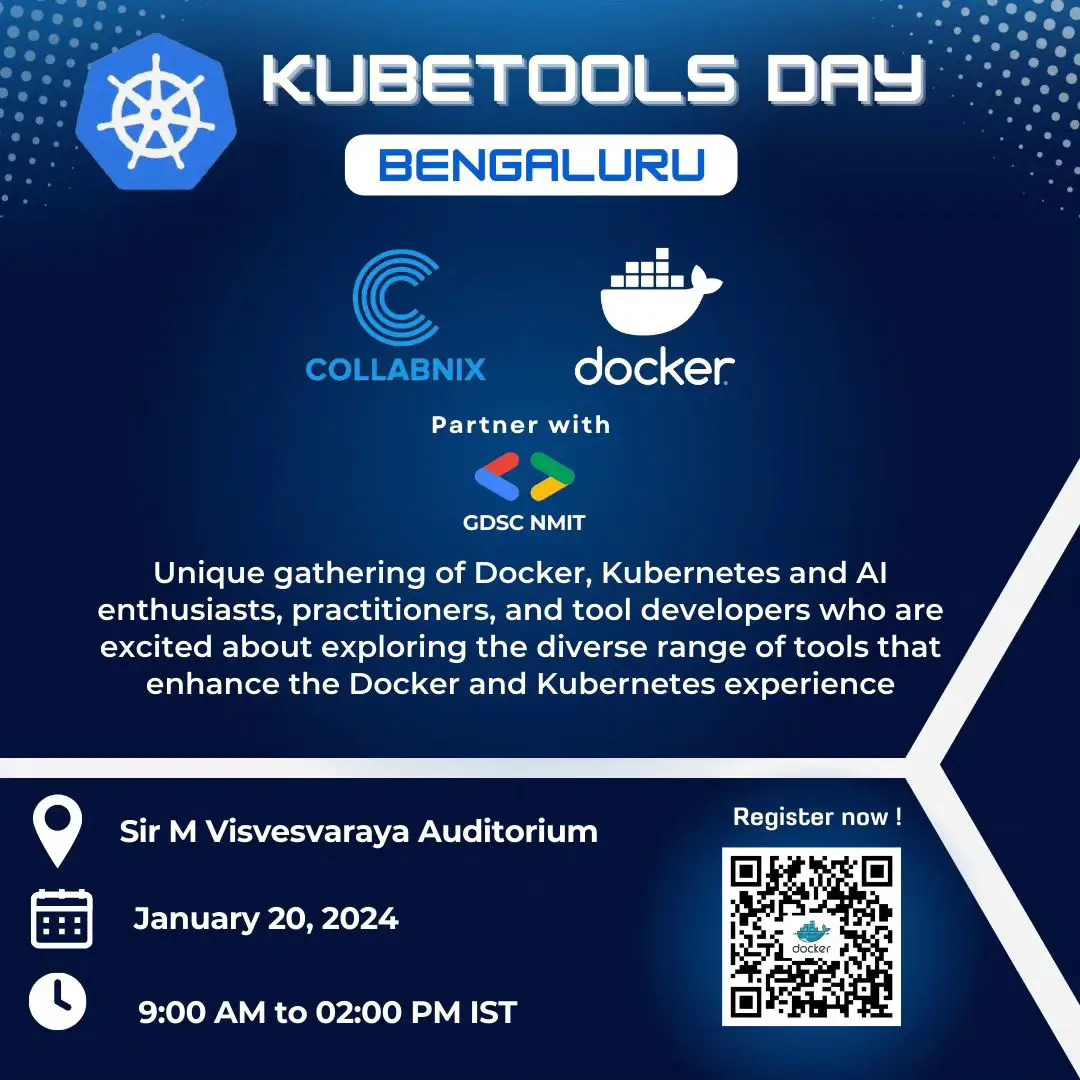 KUBETOOLS DAY
BENGALURU
COLLABNIX
docker
Partner with
GDSC NMIT
Unique gathering of Docker, Kubernetes and AI
enthusiasts, practitioners, and tool developers who are
excited about exploring the diverse range of tools that
enhance the Docker and Kubernetes experience
Sir M Visvesvaraya Auditorium
January 20, 2024
9:00 AM to 02:00 PM IST
Register now !
docker